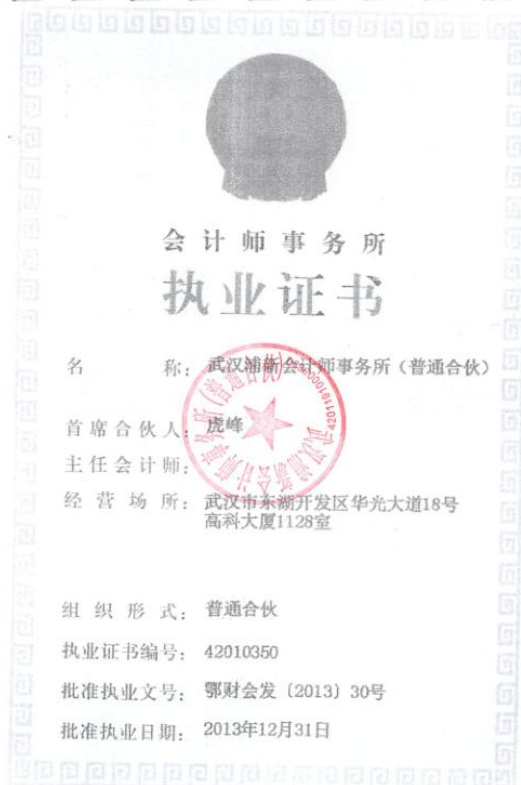 会计师事务所
执业证书
名称：武汉浦新会计师事务所（普通合伙）
首席合伙人：虎峰
主任会计师：
经营场所：武汉市东湖开发区华光大道18号
高科大厦1128室
组织形式：普通合伙
执业证书编号：42010350
批准执业文号：鄂财会发〔2013〕30号
批准执业日期：2013年12月31日